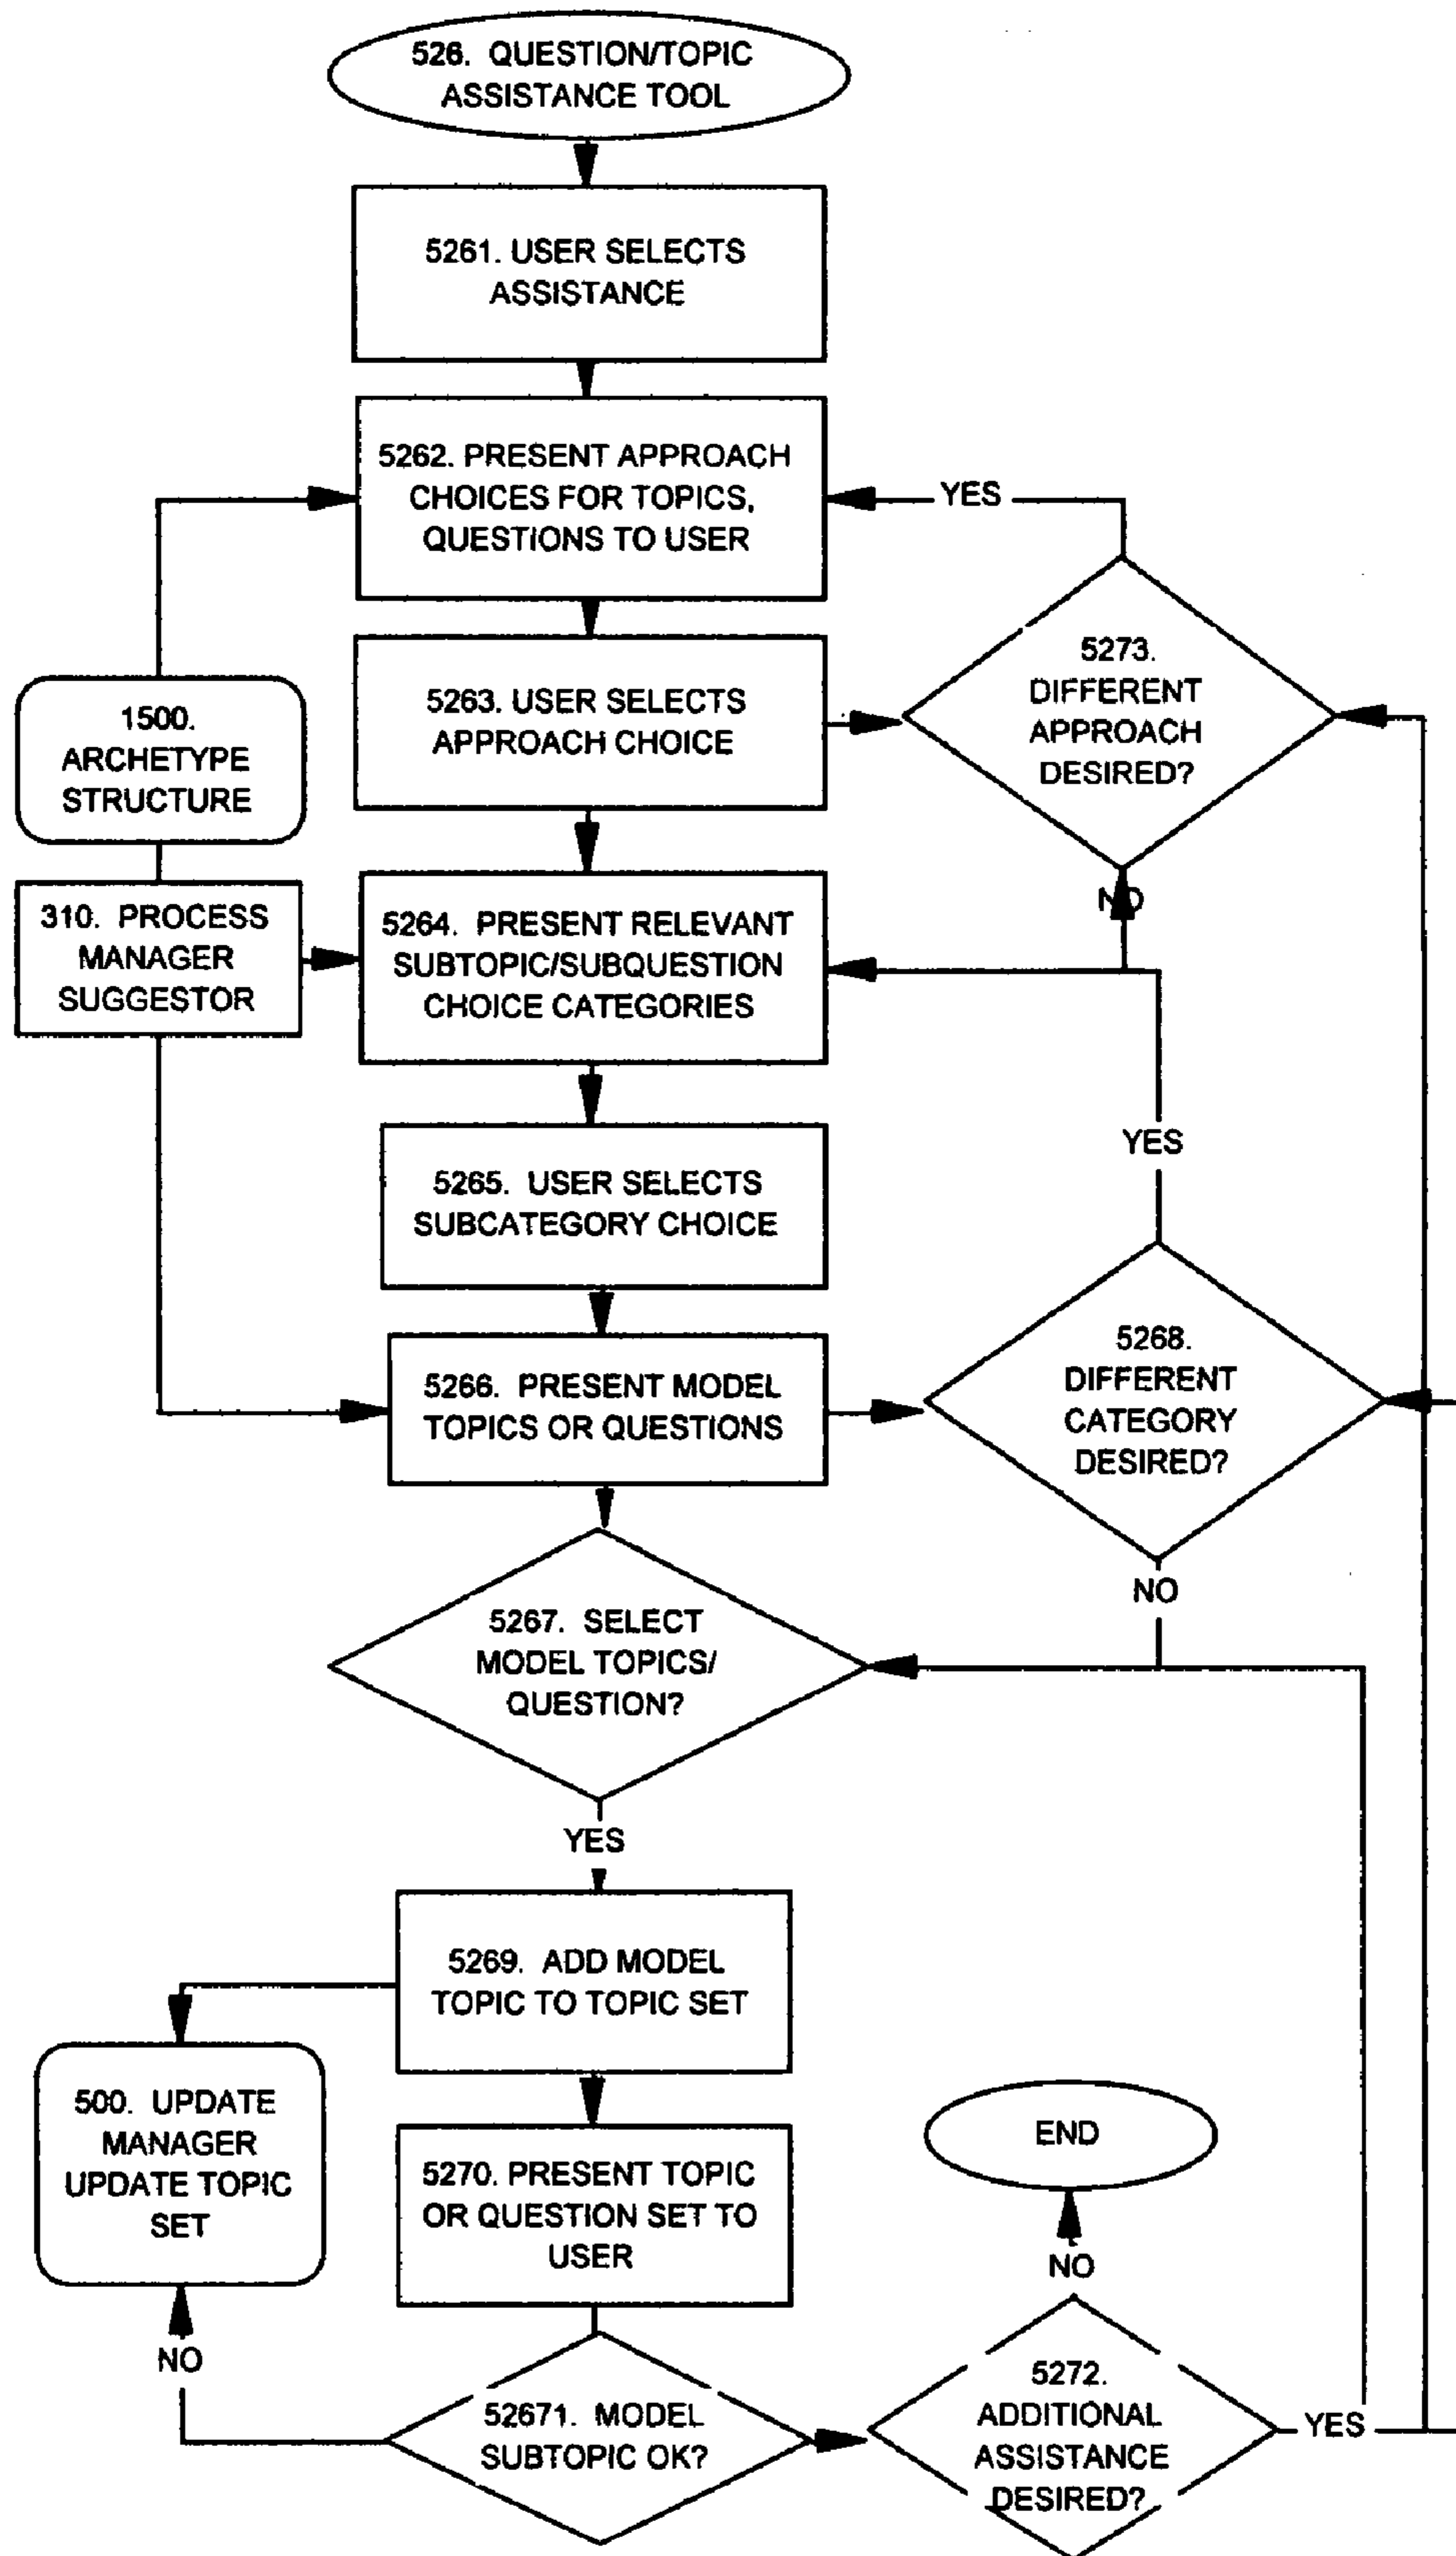 526. QUESTION/TOPIC
ASSISTANCE TOOL
5261. USER SELECTS
ASSISTANCE
5262. PRESENT APPROACH
CHOICES FOR TOPICS,
QUESTIONS TO USER
YES
5263. USER SELECTS
APPROACH CHOICE
5273.
DIFFERENT
APPROACH
DESIRED?
1500.
ARCHETYPE
STRUCTURE
NO
310. PROCESS
MANAGER
SUGGESTOR
5264. PRESENT RELEVANT
SUBTOPIC/SUBQUESTION
CHOICE CATEGORIES
YES
5265. USER SELECTS
SUBCATEGORY CHOICE
5266. PRESENT MODEL
TOPICS OR QUESTIONS
5268.
DIFFERENT
CATEGORY
DESIRED?
NO
5267. SELECT
MODEL TOPICS/
QUESTION?
YES
5269. ADD MODEL
TOPIC TO TOPIC SET
500. UPDATE
MANAGER
UPDATE TOPIC
SET
5270. PRESENT TOPIC
OR QUESTION SET TO
USER
END
NO
NO
52671. MODEL
SUBTOPIC OK?
5272.
ADDITIONAL
ASSISTANCE
DESIRED?
YES